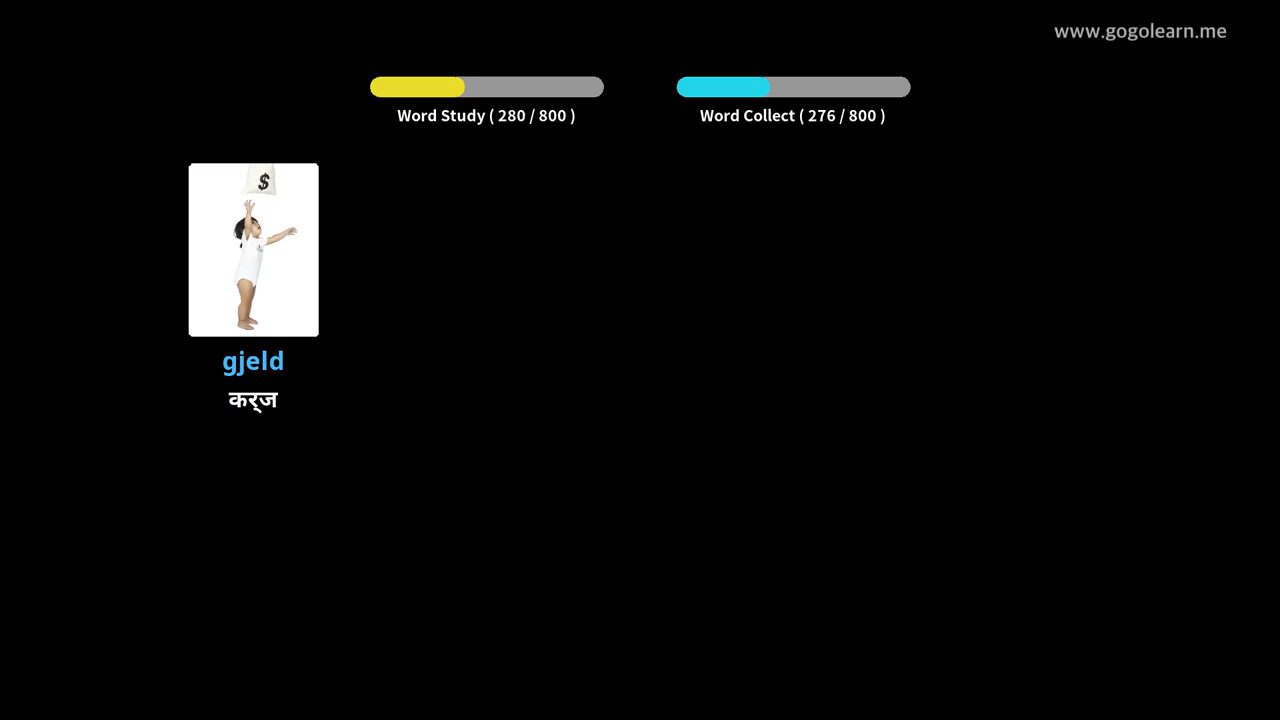 www.gogolearn.me
Word Study ( 280 / 800 )
Word Collect ( 276 / 800 )
$
gjeld
कर्ज